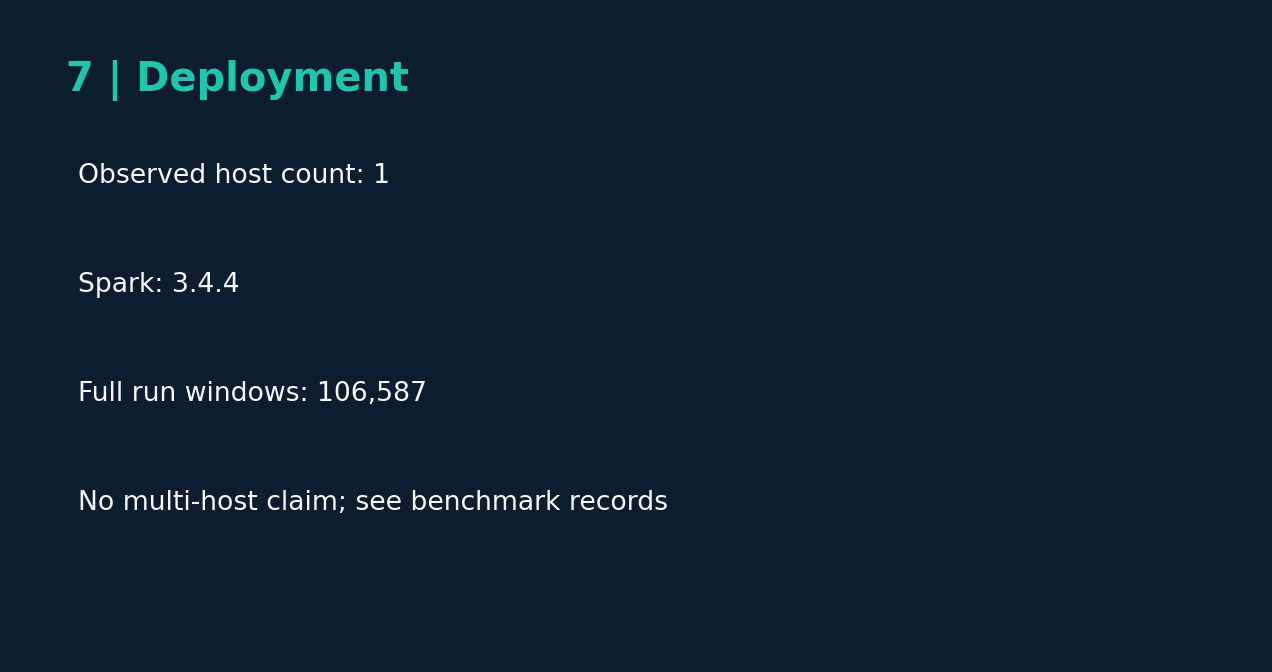 7 | Deployment
Observed host count: 1
Spark: 3.4.4
Full run windows: 106,587
No multi-host claim; see benchmark records